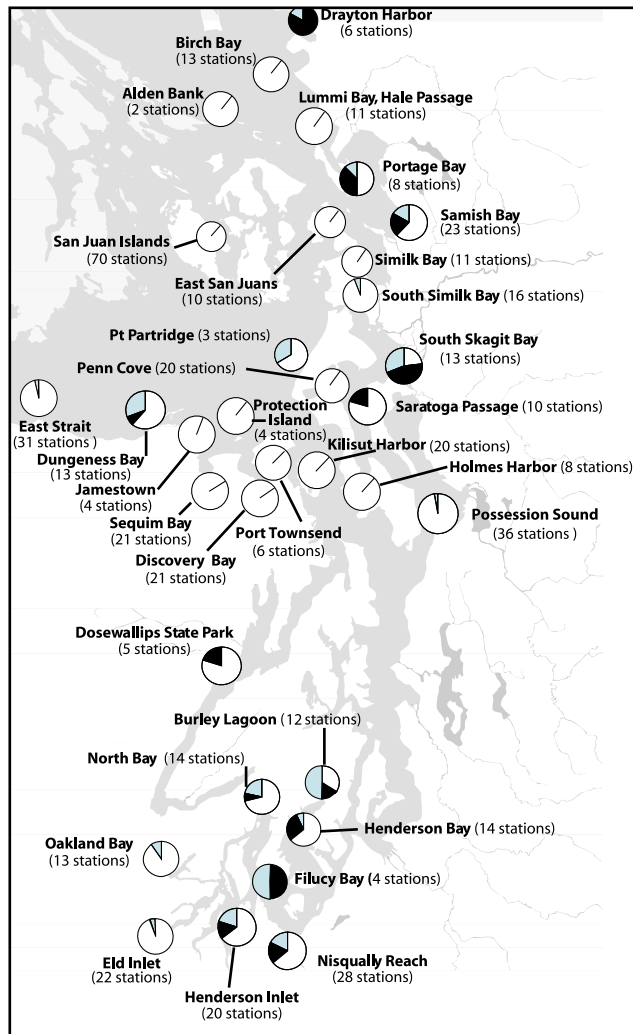 Drayton Harbor
(6 stations)
Birch Bay
(13 stations)
Alden Bank
(2 stations)
Lummi Bay, Hale Passage
(11 stations)
Portage Bay
(8 stations)
Samish Bay
(23 stations)
San Juan Islands
(70 stations)
East San Juans
(10 stations)
Similk Bay (11 stations)
South Similk Bay (16 stations)
Pt Partridge (3 stations)
South Skagit Bay
(13 stations)
Penn Cove (20 stations)
East Strait
(31 stations )
Protection
Island
(4 stations)
Saratoga Passage (10 stations)
Dungeness Bay
(13 stations)
Kilisut Harbor (20 stations)
Jamestown
(4 stations)
Holmes Harbor (8 stations)
Sequim Bay
(21 stations)
Port Townsend
(6 stations)
Possession Sound
(36 stations )
Discovery Bay
(21 stations)
Dosewallips State Park
(5 stations)
Burley Lagoon (12 stations)
North Bay (14 stations)
Henderson Bay (14 stations)
Oakland Bay
(13 stations)
Filucy Bay (4 stations)
Eld Inlet
(22 stations)
Nisqually Reach
(28 stations)
Henderson Inlet
(20 stations)